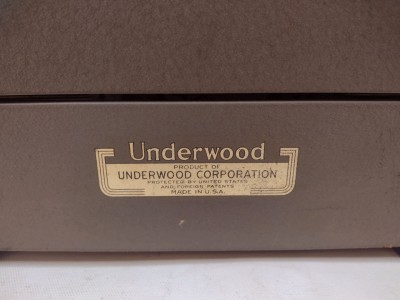 Underwood
PRODUCT OF
UNDERWOOD CORPORATION
PROTECTED BY UNITED STATES
AND FOREIGN PATENTS
MADE IN U.S.A.